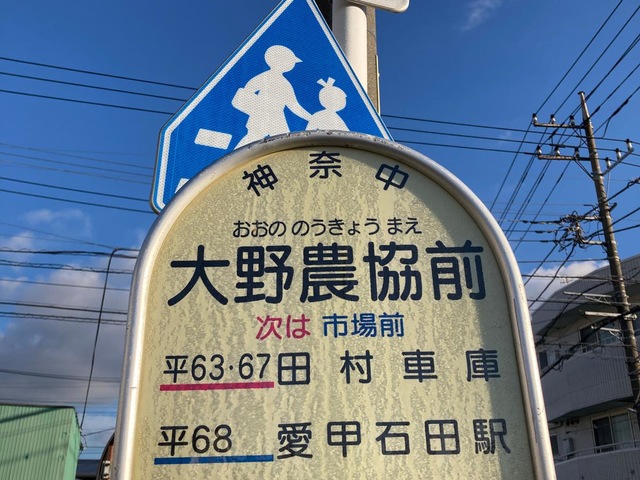 神奈中
おおの のうきょう まえ
大野農協前
次は 市場前
平63·67 田村車庫
平68 愛甲石田駅